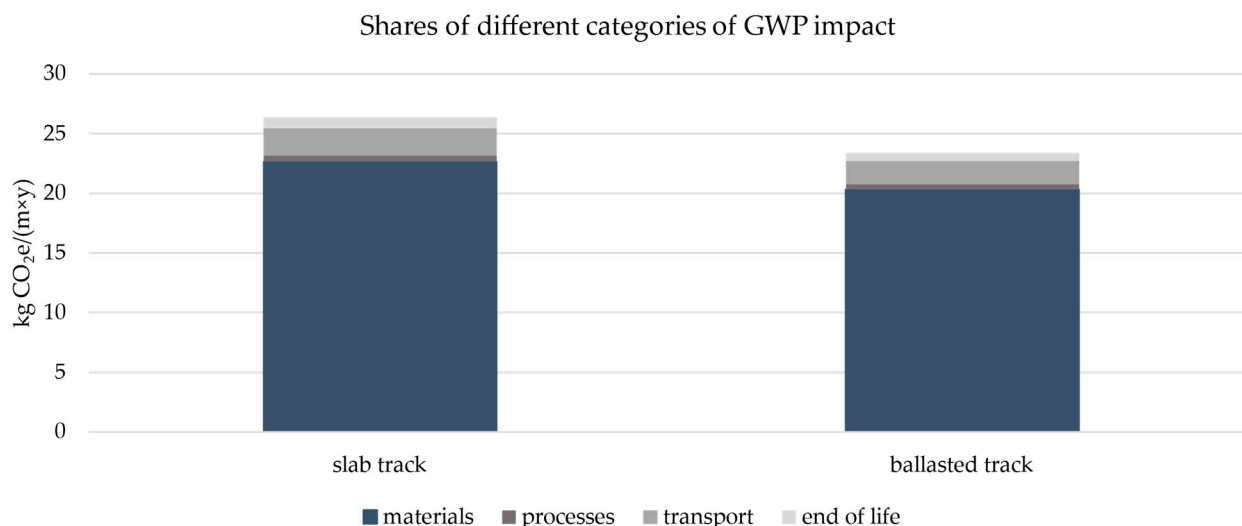 Shares of different categories of GWP impact
kg CO₂e/(m×y)
30
25
20
15
10
5
0
slab track
ballasted track
materials
processes
transport
end of life